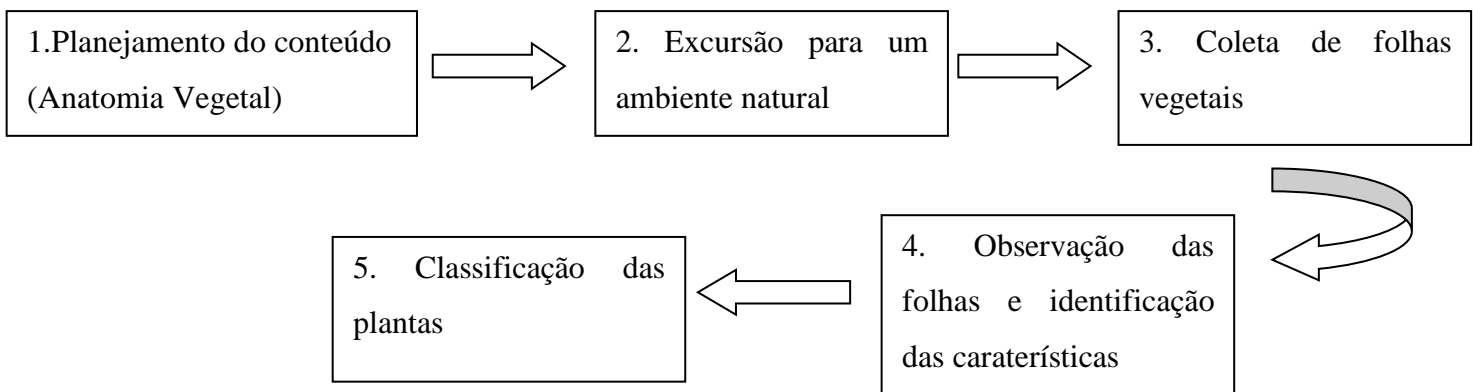 1.Planejamento do conteúdo
(Anatomia Vegetal)
2. Excursão para um
ambiente natural
3. Coleta de folhas
vegetais
4. Observação das
folhas e identificação
das caraterísticas
5. Classificação das
plantas